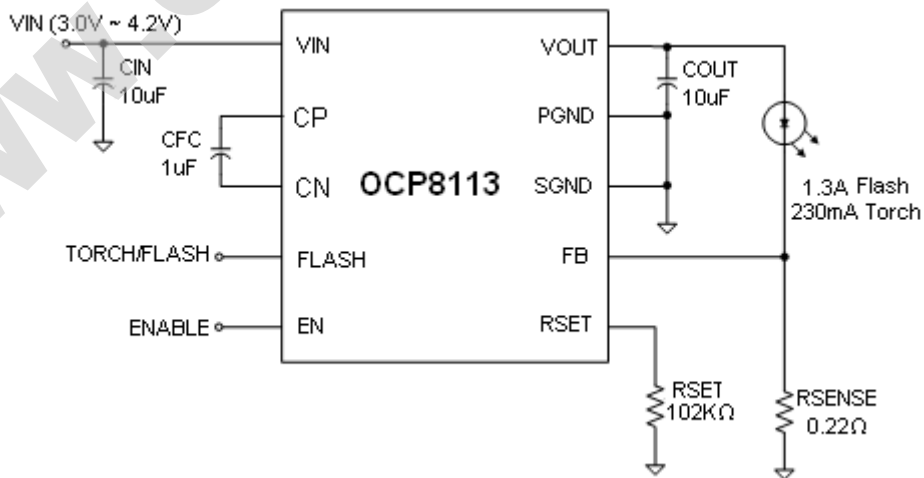 VIN (3.0V ~ 4.2V)
CIN
10uF
CFC
1uF
TORCH/FLASH
ENABLE
VIN
CP
CN
FLASH
EN
OCP8113
VOUT
PGND
SGND
FB
RSET
COUT
10uF
1.3A Flash
230mA Torch
RSET
102KΩ
RSENSE
0.22Ω
www.